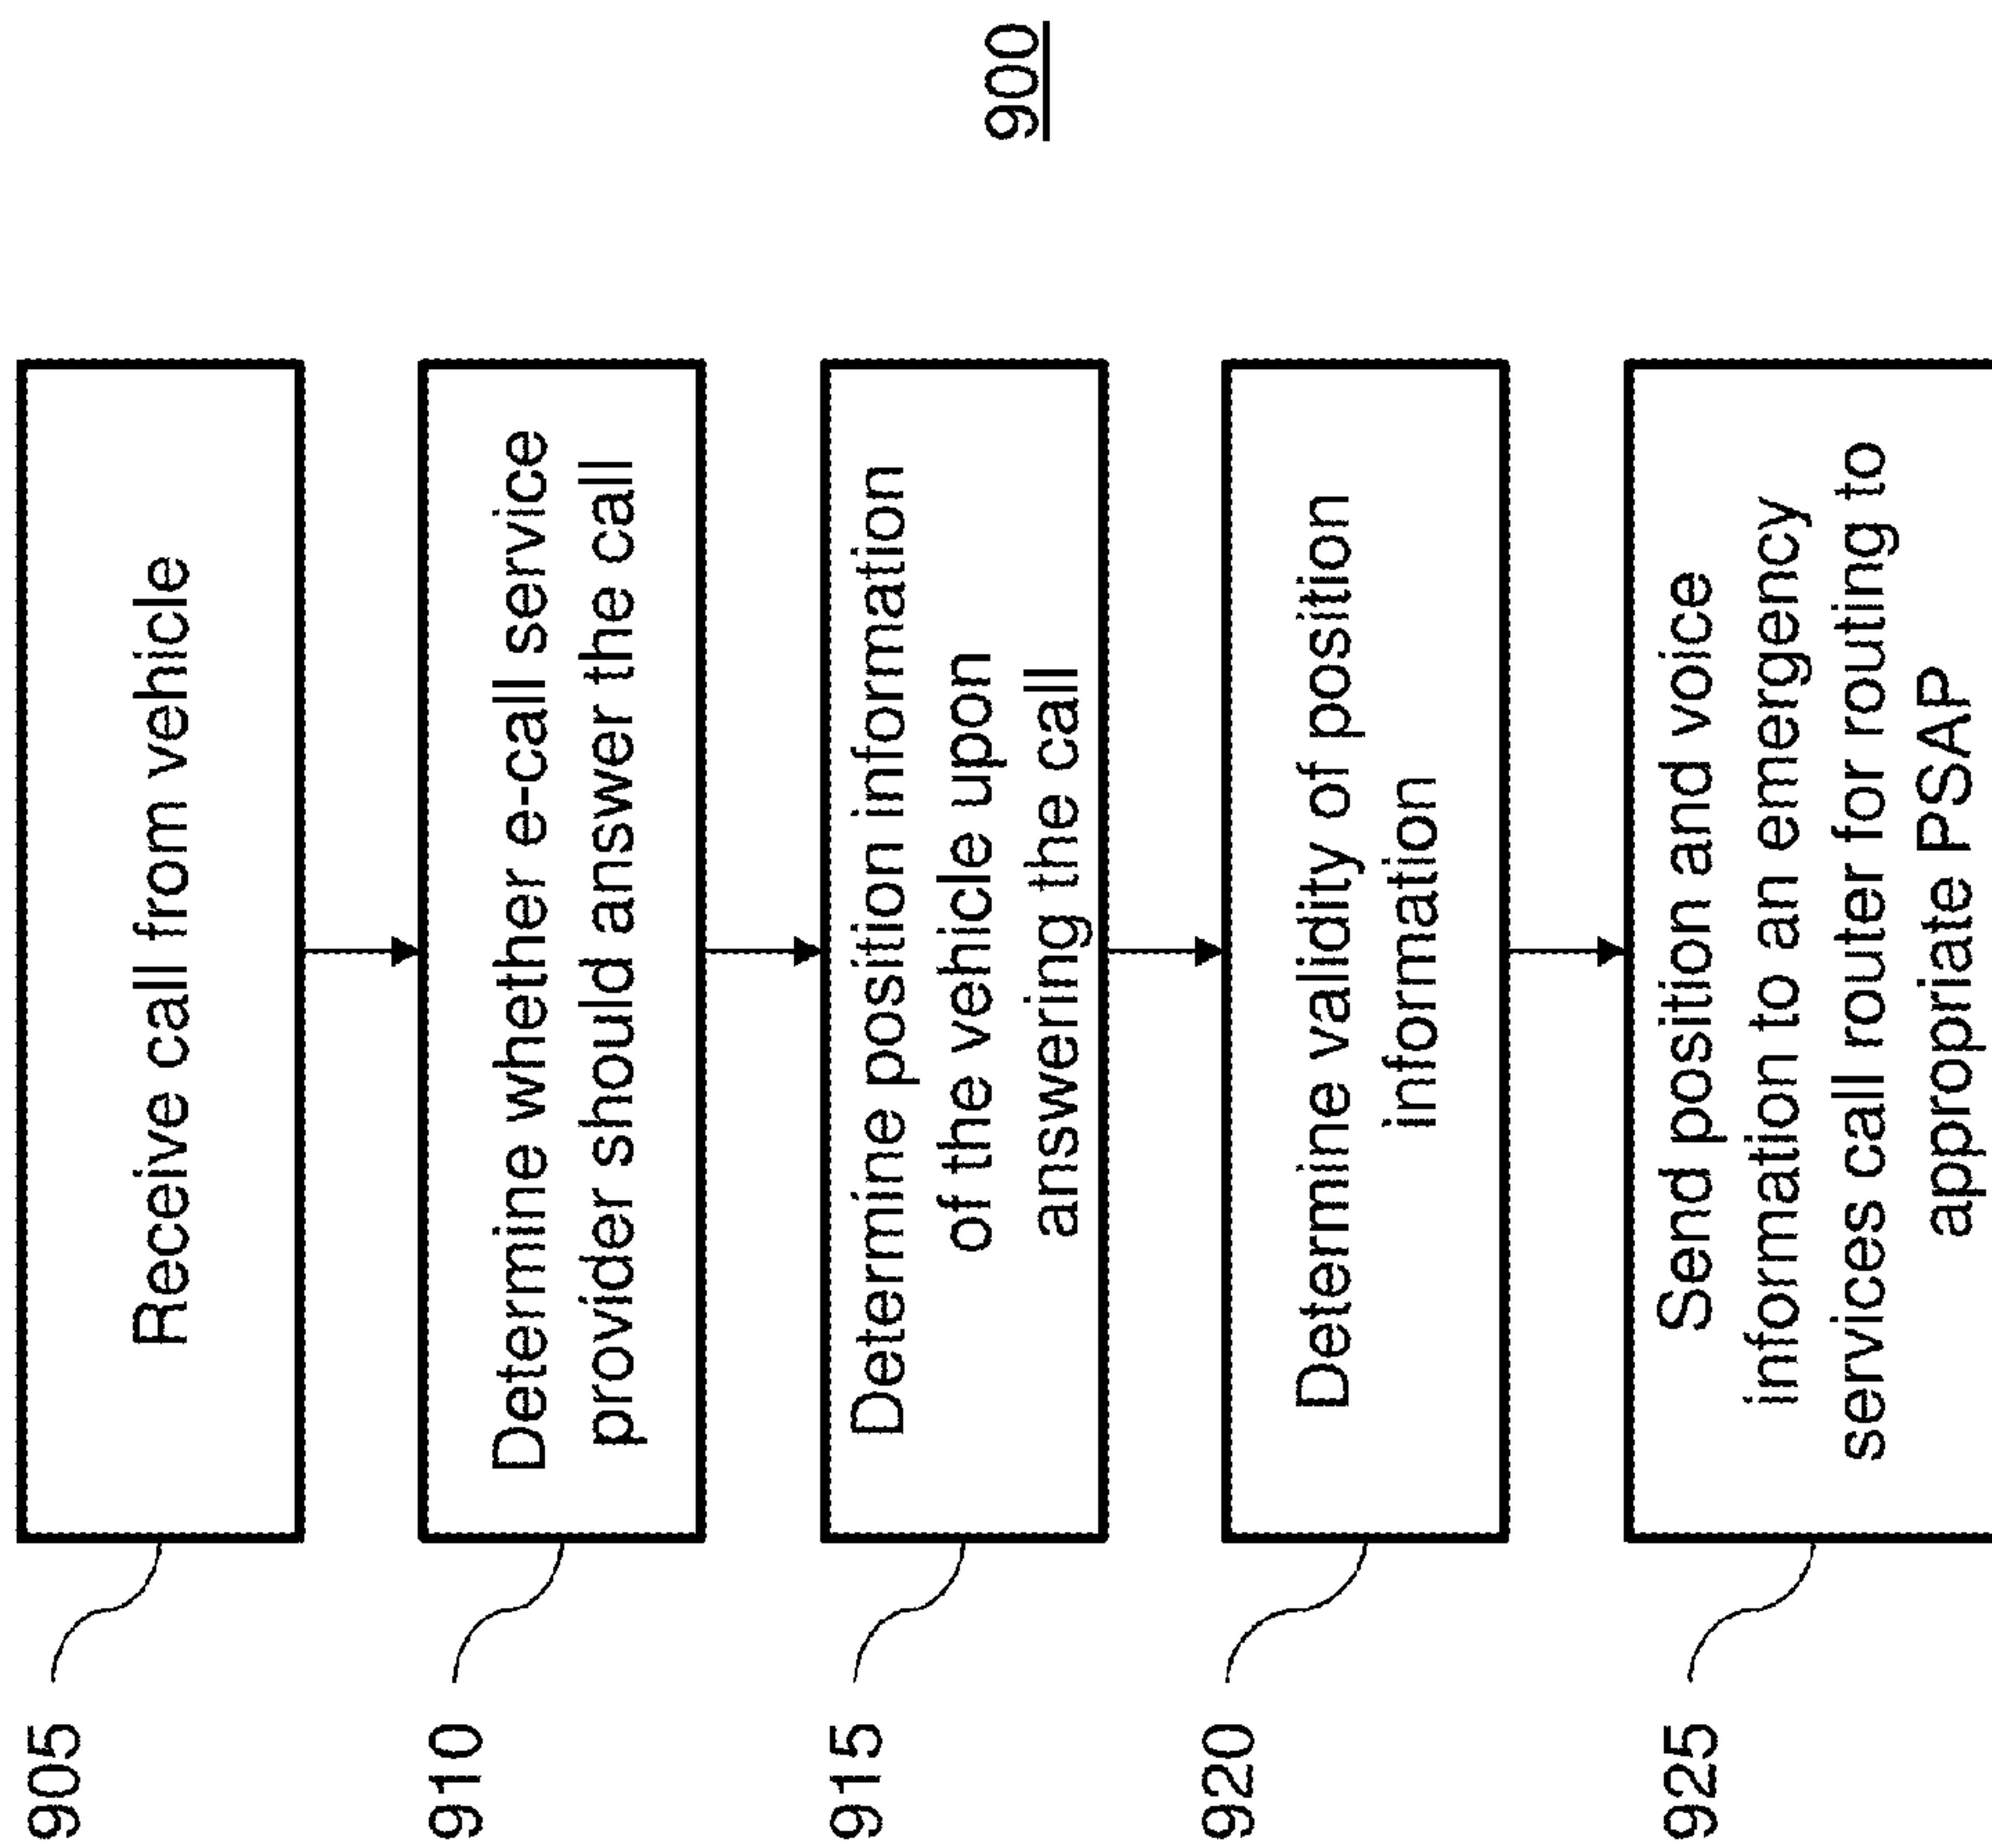 905
Receive call from vehicle
910
Determine whether e-call service
provider should answer the call
915
Determine position information
of the vehicle upon
answering the call
920
Determine validity of position
information
925
Send position and voice
information to an emergency
services call router for routing to
appropriate PSAP
900